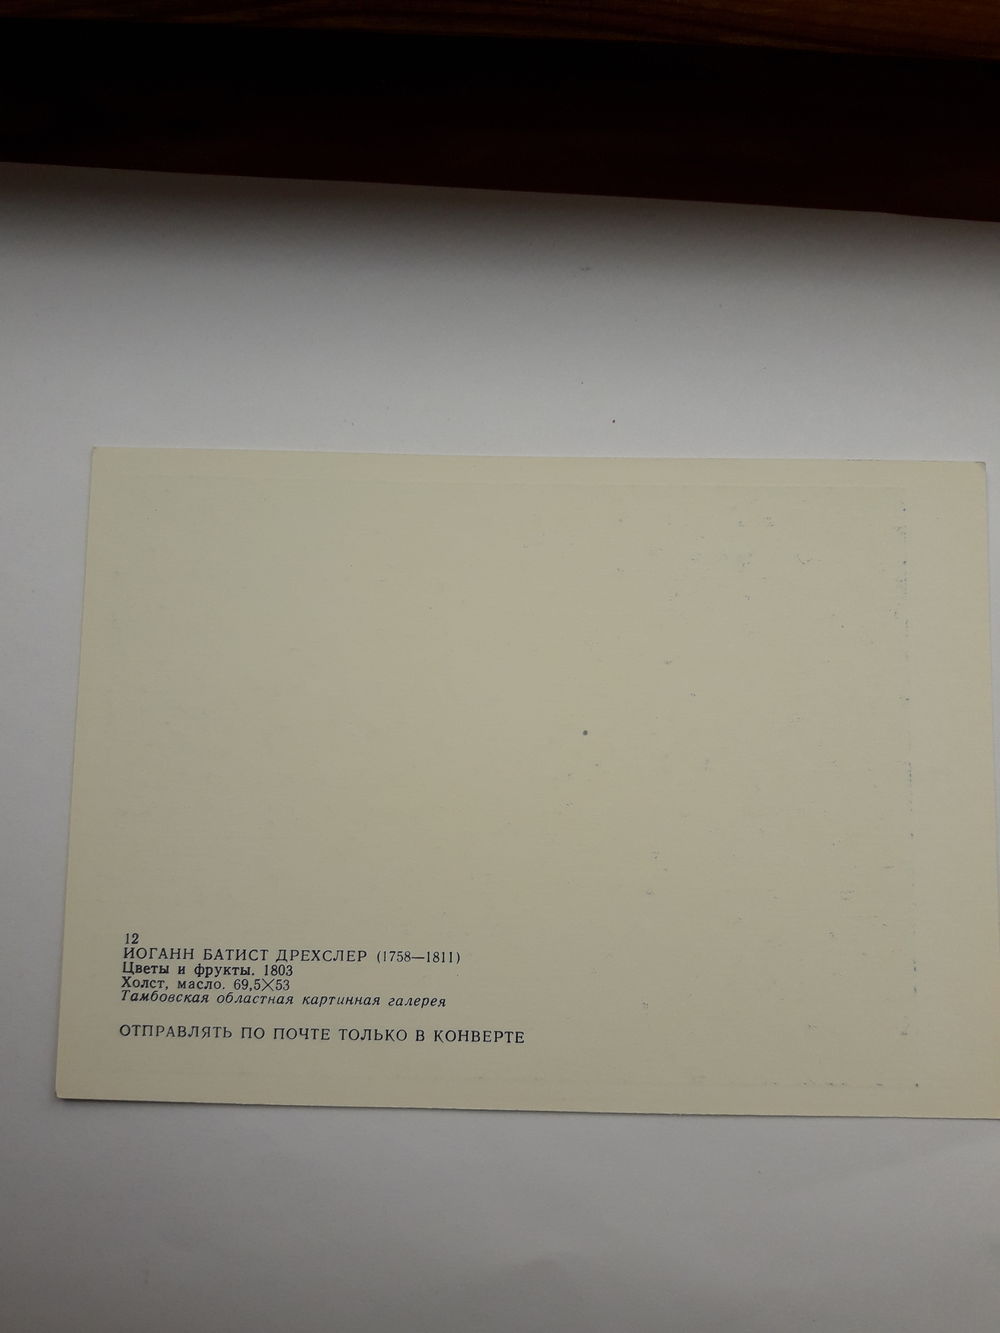 12
ИОГАНН БАТИСТ ДРЕХСЛЕР (1758—1811)
Цветы и фрукты. 1803
Холст, масло. 69,5×53
Тамбовская областная картинная галерея
ОТПРАВЛЯТЬ ПО ПОЧТЕ ТОЛЬКО В КОНВЕРТЕ